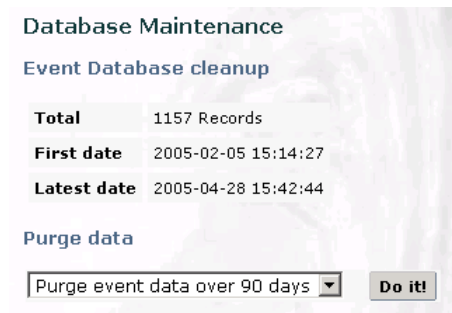 Database Maintenance
Event Database cleanup
Total 1157 Records
First date 2005-02-05 15:14:27
Latest date 2005-04-28 15:42:44
Purge data
Purge event data over 90 days Do it!